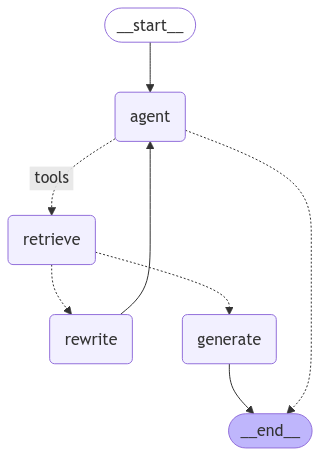 __start__
agent
tools
retrieve
rewrite
generate
__end__